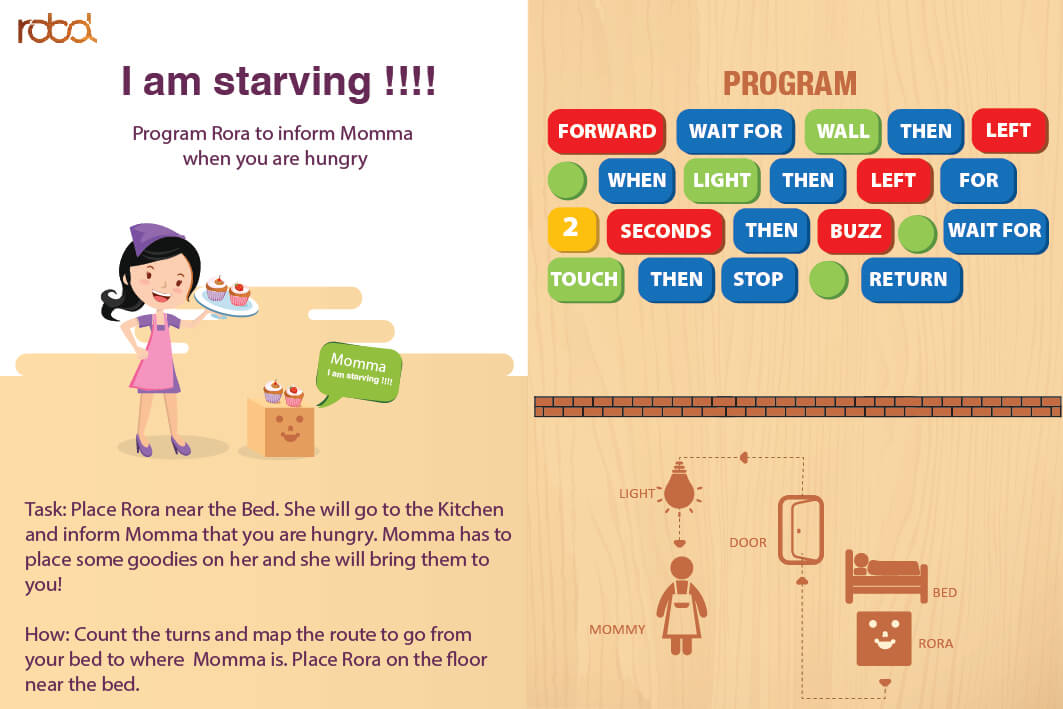 robd
I am starving !!!!
Program Rora to inform Momma
when you are hungry
Momma
I am starving !!!!
Task: Place Rora near the Bed. She will go to the Kitchen
and inform Momma that you are hungry. Momma has to
place some goodies on her and she will bring them to
you!
How: Count the turns and map the route to go from
your bed to where Momma is. Place Rora on the floor
near the bed.
PROGRAM
FORWARD WAIT FOR WALL THEN LEFT
WHEN LIGHT THEN LEFT FOR
2 SECONDS THEN BUZZ WAIT FOR
TOUCH THEN STOP RETURN
LIGHT
DOOR
BED
MOMMY
RORA